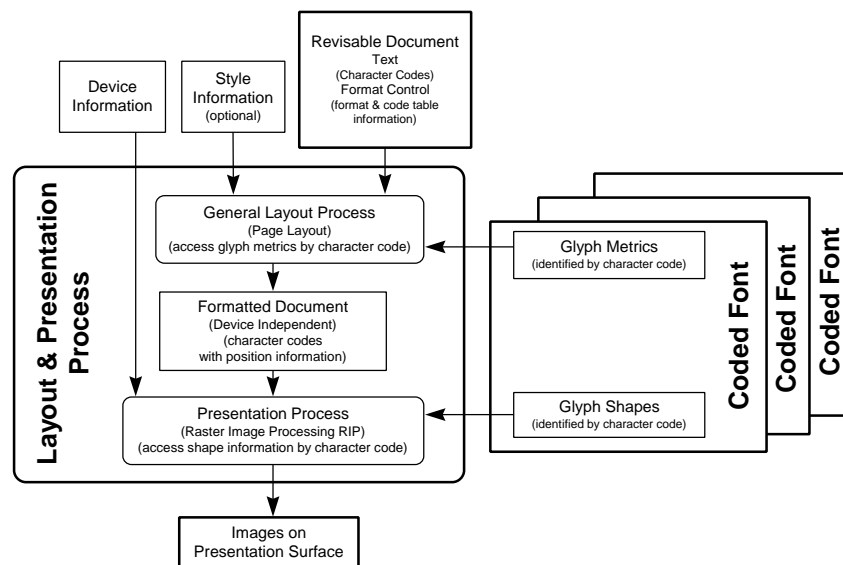 Revisable Document
Text
(Character Codes)
Format Control
(format & code table
information)
Device
Information
Style
Information
(optional)
Layout & Presentation
Process
General Layout Process
(Page Layout)
(access glyph metrics by character code)
Formatted Document
(Device Independent)
(character codes
with position information)
Presentation Process
(Raster Image Processing RIP)
(access shape information by character code)
Images on
Presentation Surface
Glyph Metrics
(identified by character code)
Glyph Shapes
(identified by character code)
Coded Font
Coded Font
Coded Font